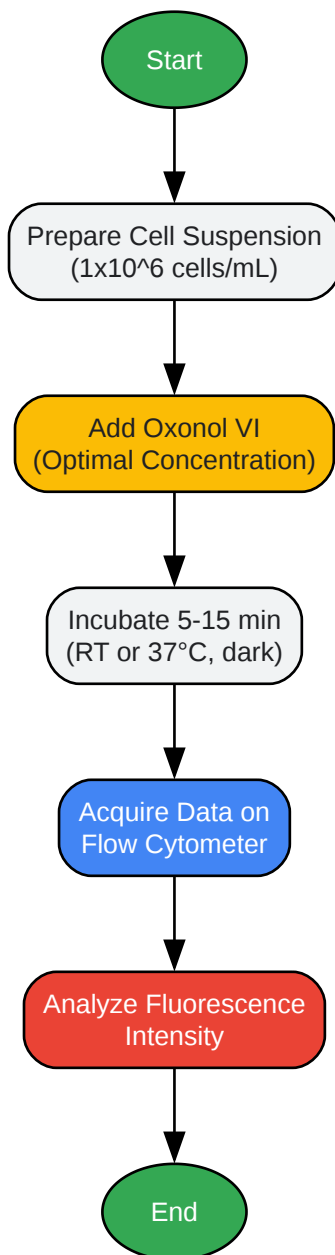 Start
Prepare Cell Suspension
(1x10^6 cells/mL)
Add Oxonol VI
(Optimal Concentration)
Incubate 5-15 min
(RT or 37°C, dark)
Acquire Data on
Flow Cytometer
Analyze Fluorescence
Intensity
End